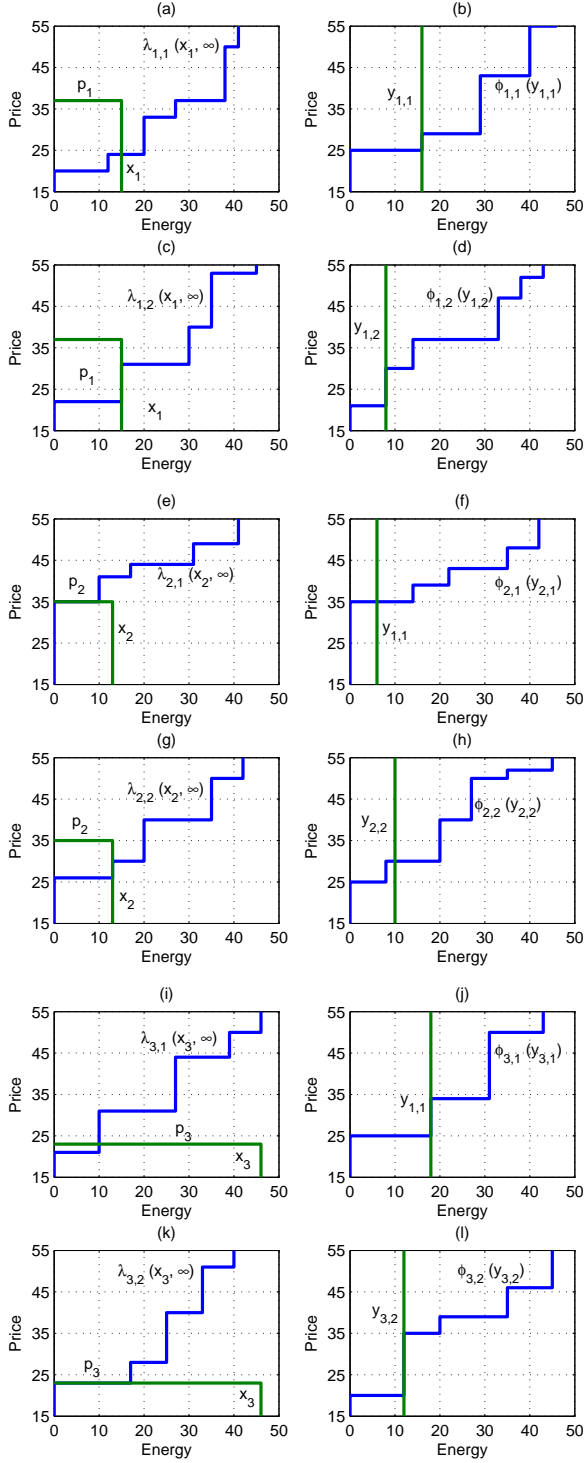 (a)
55
45
35
25
15
Price
λ1,1 (x1, ∞)
p1
x1
0 10 20 30 40 50
Energy
(b)
55
45
35
25
15
Price
y1,1
ϕ1,1 (y1,1)
0 10 20 30 40 50
Energy
(c)
55
45
35
25
15
Price
λ1,2 (x1, ∞)
p1
x1
0 10 20 30 40 50
Energy
(d)
55
45
35
25
15
Price
ϕ1,2 (y1,2)
y1,2
0 10 20 30 40 50
Energy
(e)
55
45
35
25
15
Price
p2
λ2,1 (x2, ∞)
x2
0 10 20 30 40 50
Energy
(f)
55
45
35
25
15
Price
ϕ2,1 (y2,1)
y1,1
0 10 20 30 40 50
Energy
(g)
55
45
35
25
15
Price
λ2,2 (x2, ∞)
p2
x2
0 10 20 30 40 50
Energy
(h)
55
45
35
25
15
Price
ϕ2,2 (y2,2)
y2,2
0 10 20 30 40 50
Energy
(i)
55
45
35
25
15
Price
λ3,1 (x3, ∞)
p3
x3
0 10 20 30 40 50
Energy
(j)
55
45
35
25
15
Price
ϕ3,1 (y3,1)
y1,1
0 10 20 30 40 50
Energy
(k)
55
45
35
25
15
Price
λ3,2 (x3, ∞)
p3
x3
0 10 20 30 40 50
Energy
(l)
55
45
35
25
15
Price
ϕ3,2 (y3,2)
y3,2
0 10 20 30 40 50
Energy